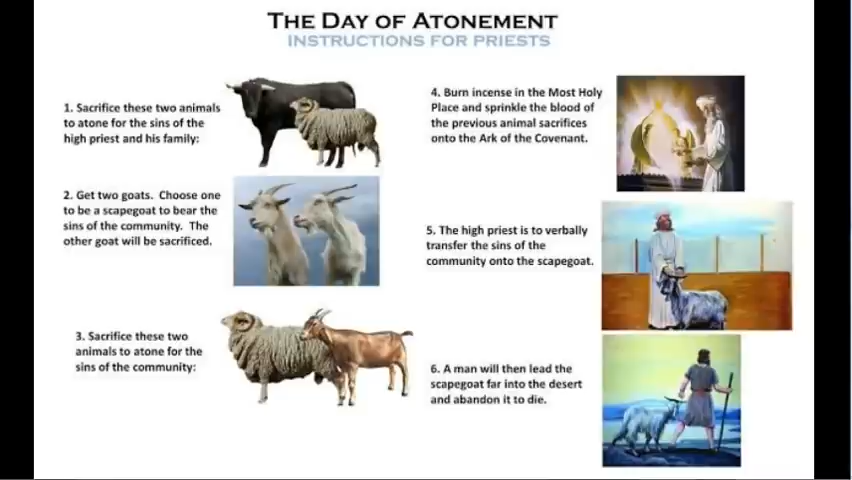 THE DAY OF ATONEMENT
INSTRUCTIONS FOR PRIESTS
1. Sacrifice these two animals
to atone for the sins of the
high priest and his family:
2. Get two goats. Choose one
to be a scapegoat to bear the
sins of the community. The
other goat will be sacrificed.
3. Sacrifice these two
animals to atone for the
sins of the community:
4. Burn incense in the Most Holy
Place and sprinkle the blood of
the previous animal sacrifices
onto the Ark of the Covenant.
5. The high priest is to verbally
transfer the sins of the
community onto the scapegoat.
6. A man will then lead the
scapegoat far into the desert
and abandon it to die.